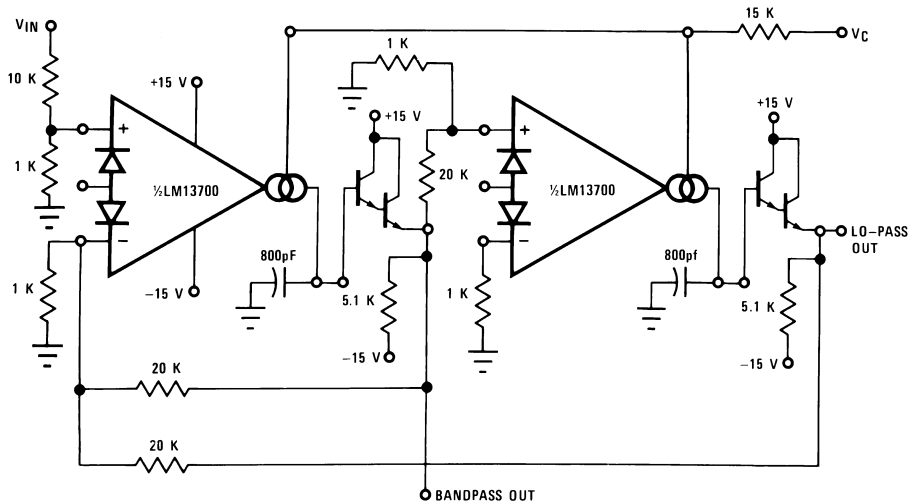 VIN
15 K
VC
1 K
10 K
+15 V
+15 V
+15 V
+
+
1 K
½LM13700
20 K
½LM13700
−
−
LO-PASS
OUT
800pF
800pf
1 K
−15 V
5.1 K
1 K
5.1 K
−15 V
−15 V
20 K
20 K
BANDPASS OUT